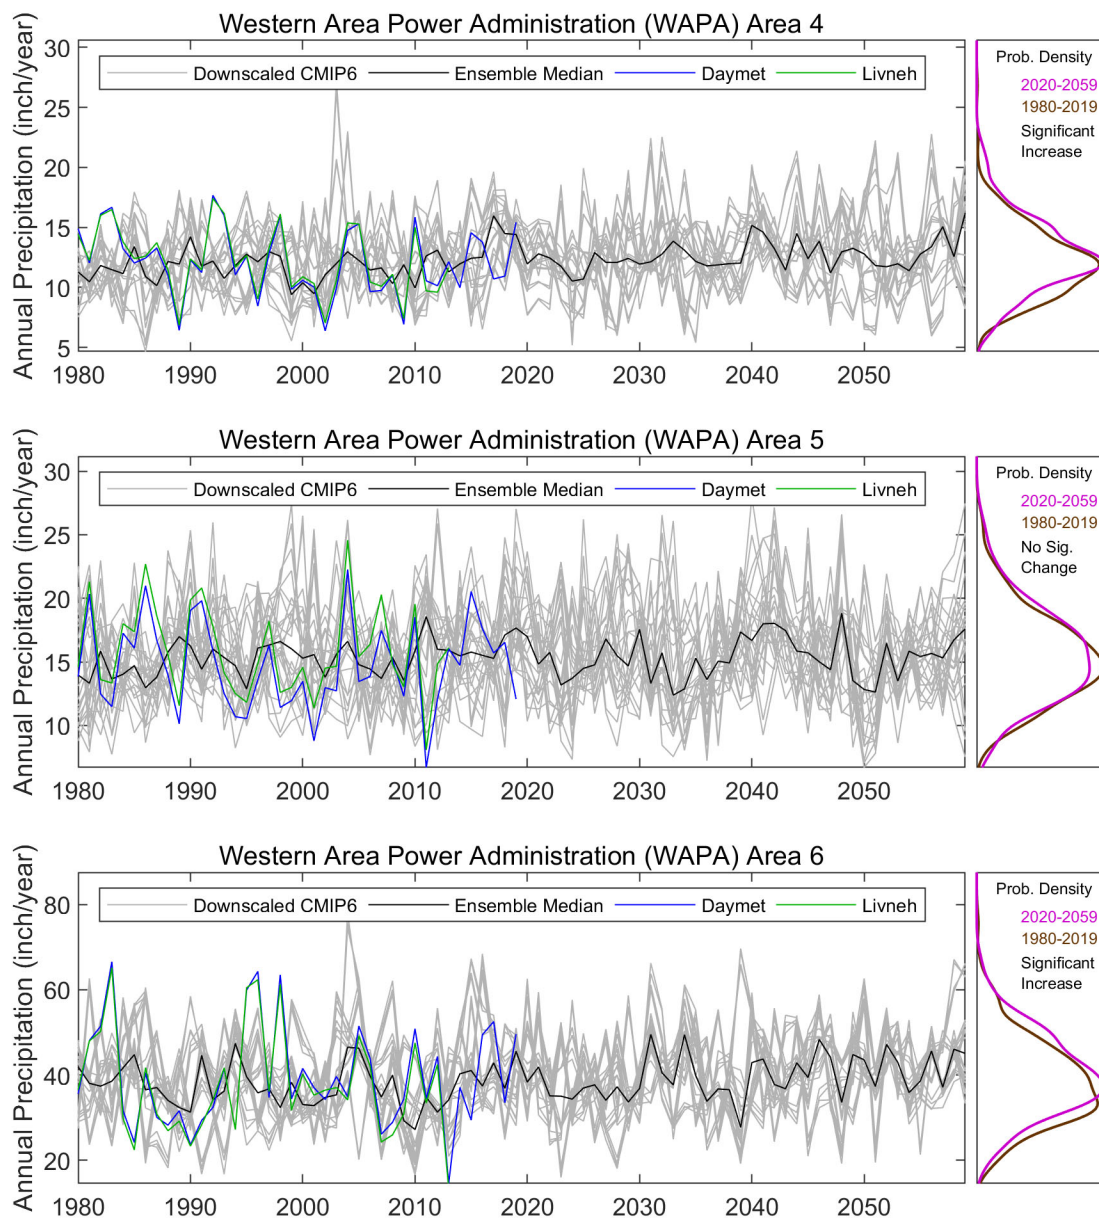 Western Area Power Administration (WAPA) Area 4
Annual Precipitation (inch/year)
30
25
20
15
10
5
Downscaled CMIP6 Ensemble Median Daymet Livneh
1980 1990 2000 2010 2020 2030 2040 2050
Prob. Density
2020-2059
1980-2019
Significant
Increase
Western Area Power Administration (WAPA) Area 5
Annual Precipitation (inch/year)
30
25
20
15
10
Downscaled CMIP6 Ensemble Median Daymet Livneh
1980 1990 2000 2010 2020 2030 2040 2050
Prob. Density
2020-2059
1980-2019
No Sig.
Change
Western Area Power Administration (WAPA) Area 6
Annual Precipitation (inch/year)
80
60
40
20
Downscaled CMIP6 Ensemble Median Daymet Livneh
1980 1990 2000 2010 2020 2030 2040 2050
Prob. Density
2020-2059
1980-2019
Significant
Increase